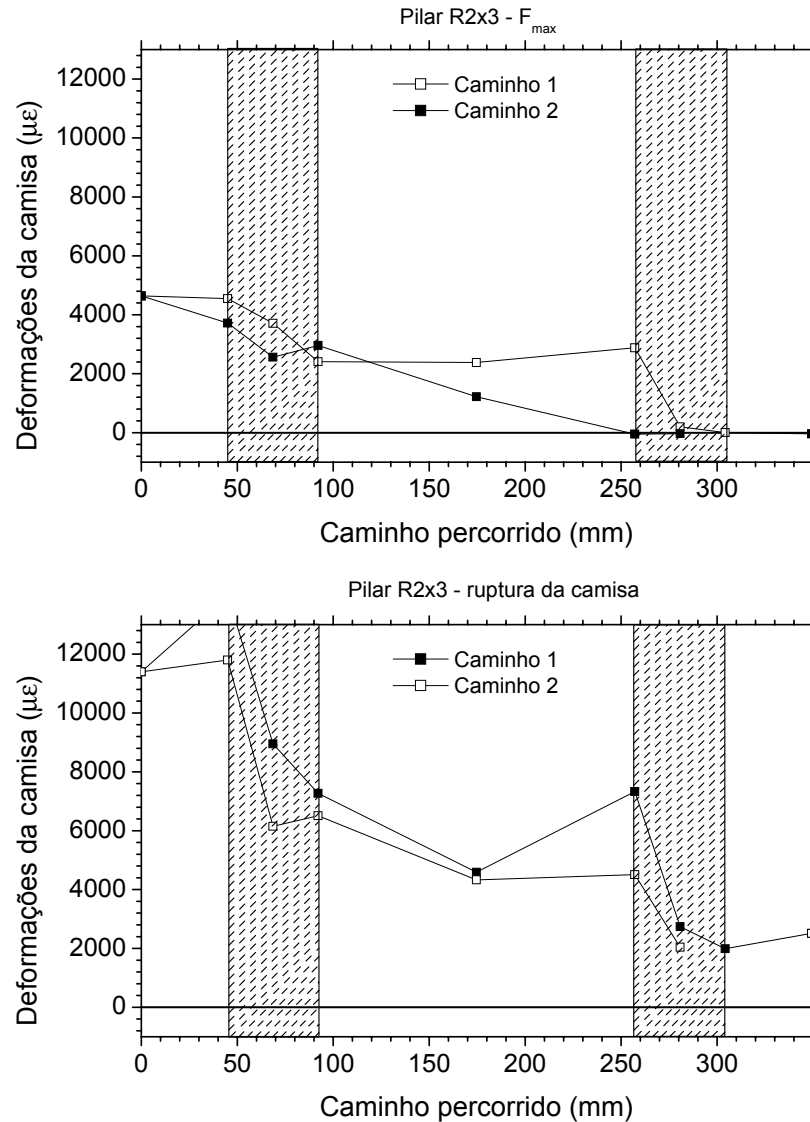 Pilar R2x3 - Fmax
12000
10000
8000
6000
4000
2000
0
Deformações da camisa (με)
Caminho 1
Caminho 2
0 50 100 150 200 250 300
Caminho percorrido (mm)
Pilar R2x3 - ruptura da camisa
12000
10000
8000
6000
4000
2000
0
Deformações da camisa (με)
Caminho 1
Caminho 2
0 50 100 150 200 250 300
Caminho percorrido (mm)